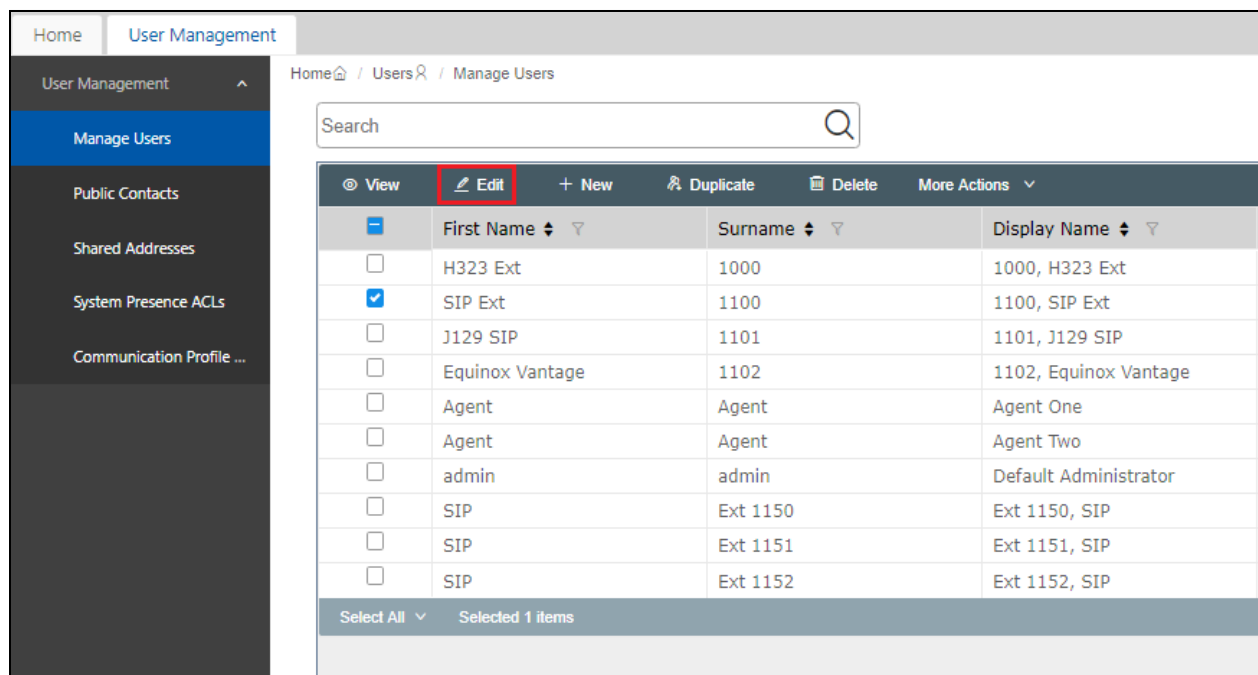 Home User Management
User Management
Home / Users / Manage Users
Manage Users
Public Contacts
Shared Addresses
System Presence ACLs
Communication Profile ...
Search
View Edit + New Duplicate Delete More Actions
First Name Surname Display Name
H323 Ext 1000 1000, H323 Ext
SIP Ext 1100 1100, SIP Ext
J129 SIP 1101 1101, J129 SIP
Equinox Vantage 1102 1102, Equinox Vantage
Agent Agent Agent One
Agent Agent Agent Two
admin admin Default Administrator
SIP Ext 1150 Ext 1150, SIP
SIP Ext 1151 Ext 1151, SIP
SIP Ext 1152 Ext 1152, SIP
Select All Selected 1 items